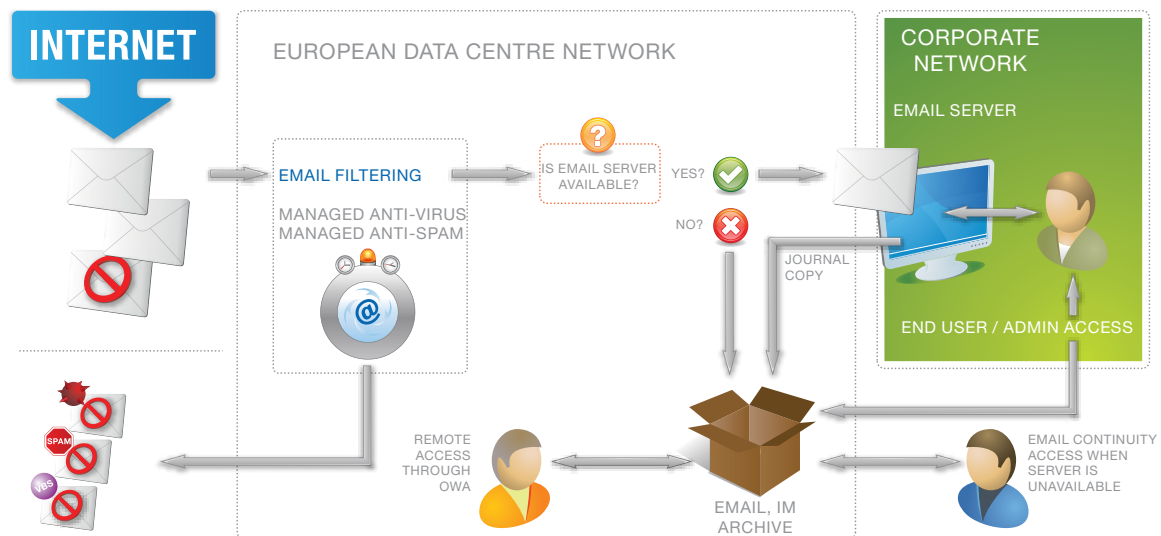 INTERNET
EUROPEAN DATA CENTRE NETWORK
CORPORATE
NETWORK
EMAIL SERVER
EMAIL FILTERING
MANAGED ANTI-VIRUS
MANAGED ANTI-SPAM
@
?
IS EMAIL SERVER
AVAILABLE?
YES?
NO?
JOURNAL
COPY
END USER / ADMIN ACCESS
SPAM
VBS
REMOTE
ACCESS
THROUGH
OWA
EMAIL, IM
ARCHIVE
EMAIL CONTINUITY
ACCESS WHEN
SERVER IS
UNAVAILABLE